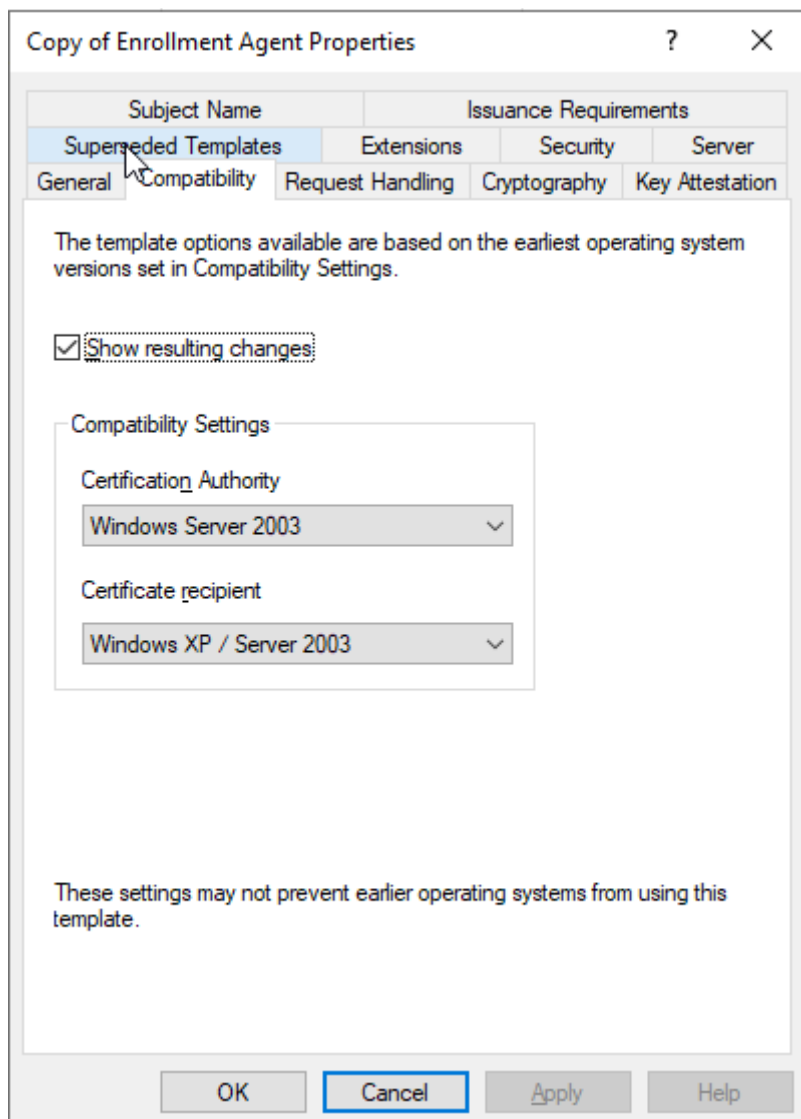 Copy of Enrollment Agent Properties ? ×
Subject Name Issuance Requirements
Superseded Templates Extensions Security Server
General Compatibility Request Handling Cryptography Key Attestation
The template options available are based on the earliest operating system
versions set in Compatibility Settings.
Show resulting changes
Compatibility Settings
Certification Authority
Windows Server 2003
Certificate recipient
Windows XP / Server 2003
These settings may not prevent earlier operating systems from using this
template.
OK Cancel Apply Help